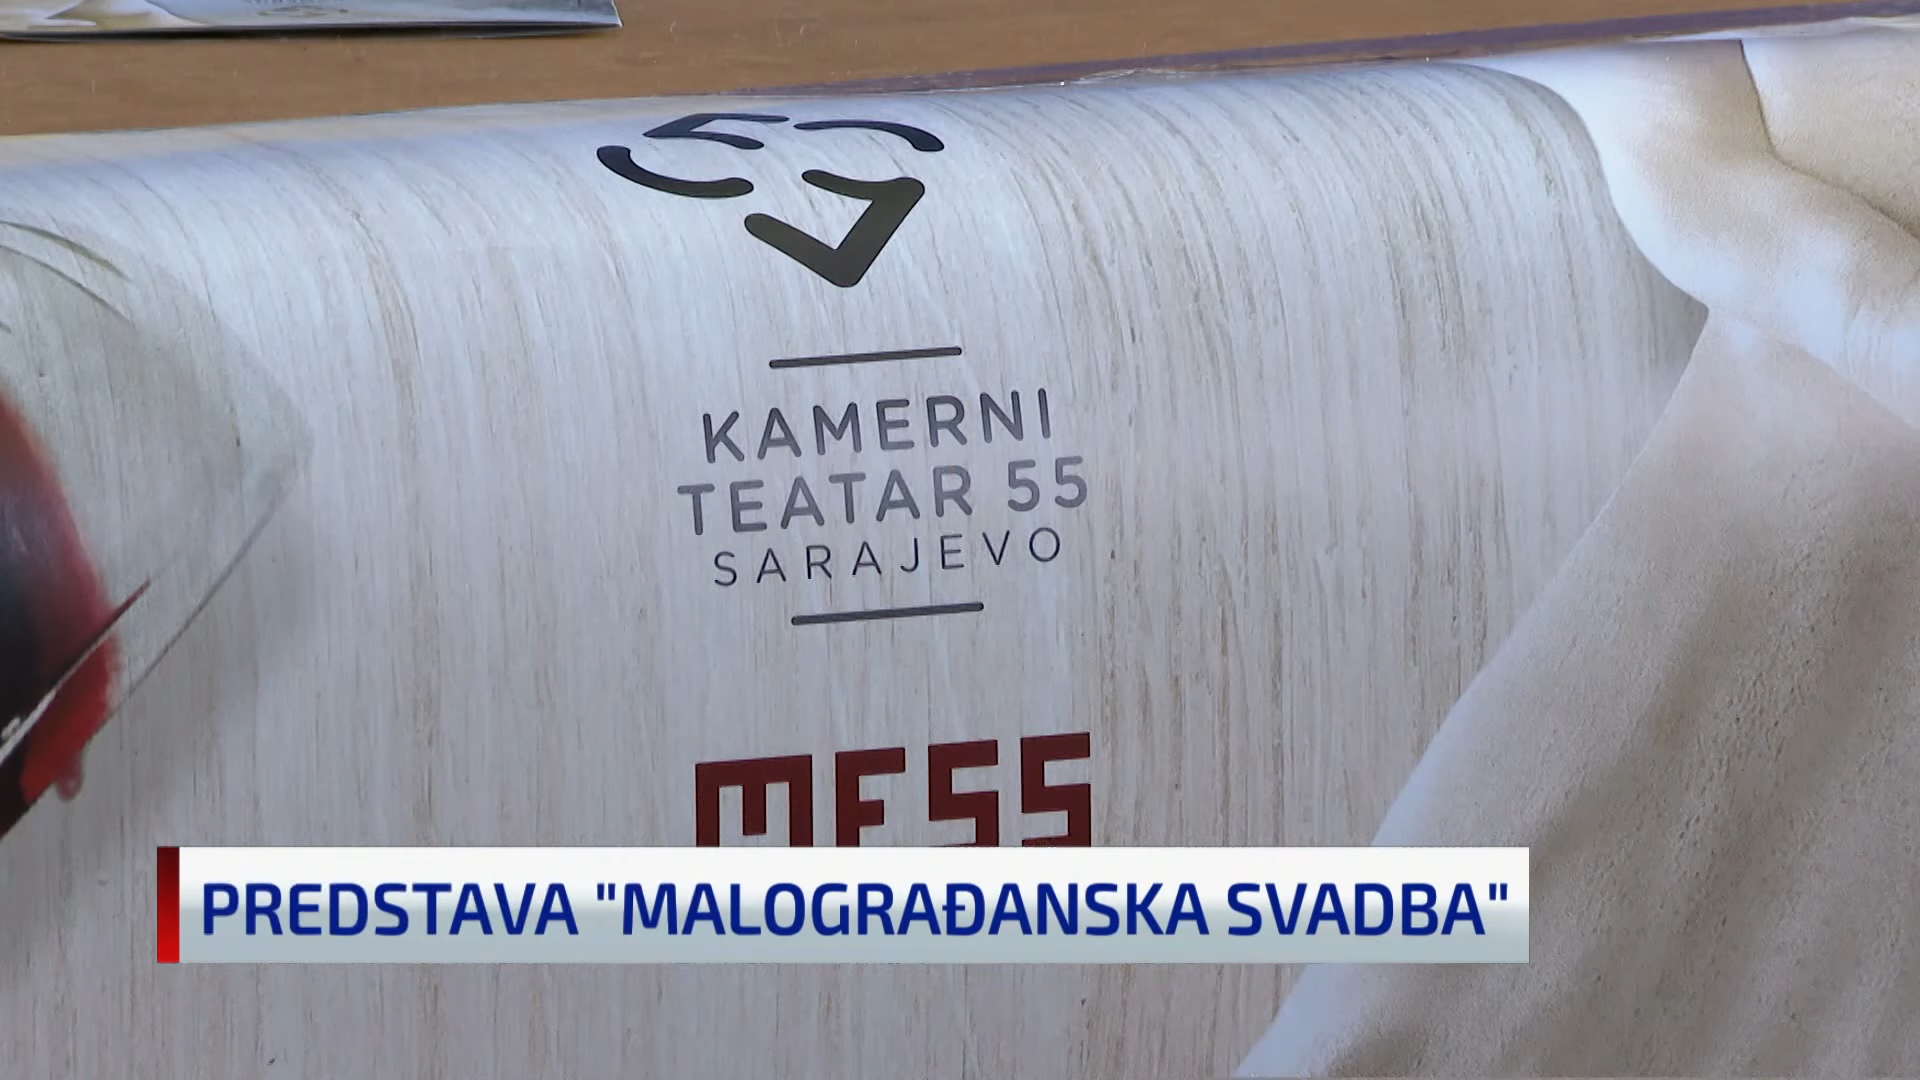 KAMERNI
TEATAR 55
SARAJEVO
MESS
PREDSTAVA "MALOGRAĐANSKA SVADBA"